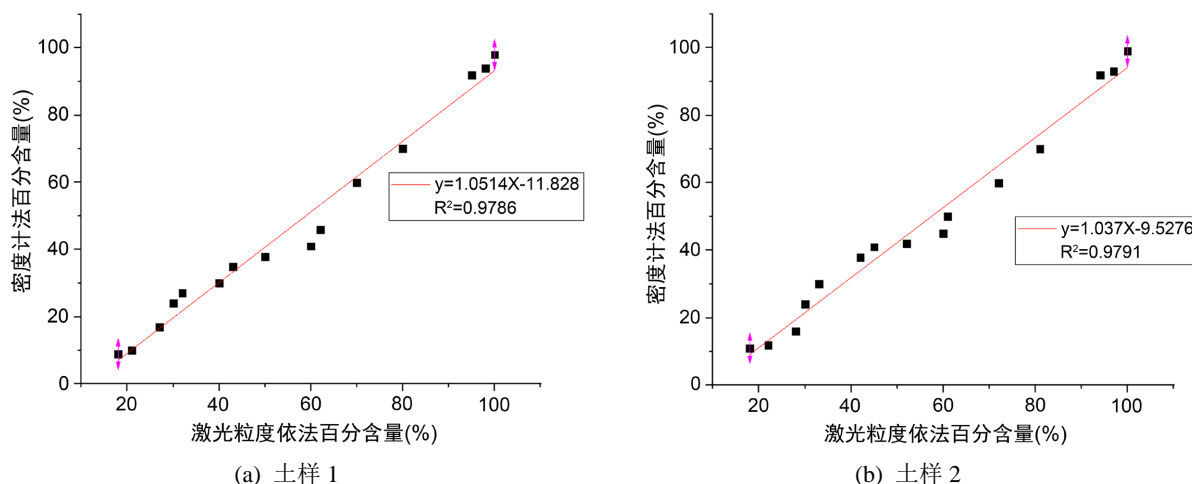 100
80
60
40
20
0
密度计法百分含量(%)
y=1.0514X-11.828
R²=0.9786
20 40 60 80 100
激光粒度依法百分含量(%)
(a) 土样 1
100
80
60
40
20
0
密度计法百分含量(%)
y=1.037X-9.5276
R²=0.9791
20 40 60 80 100
激光粒度依法百分含量(%)
(b) 土样 2